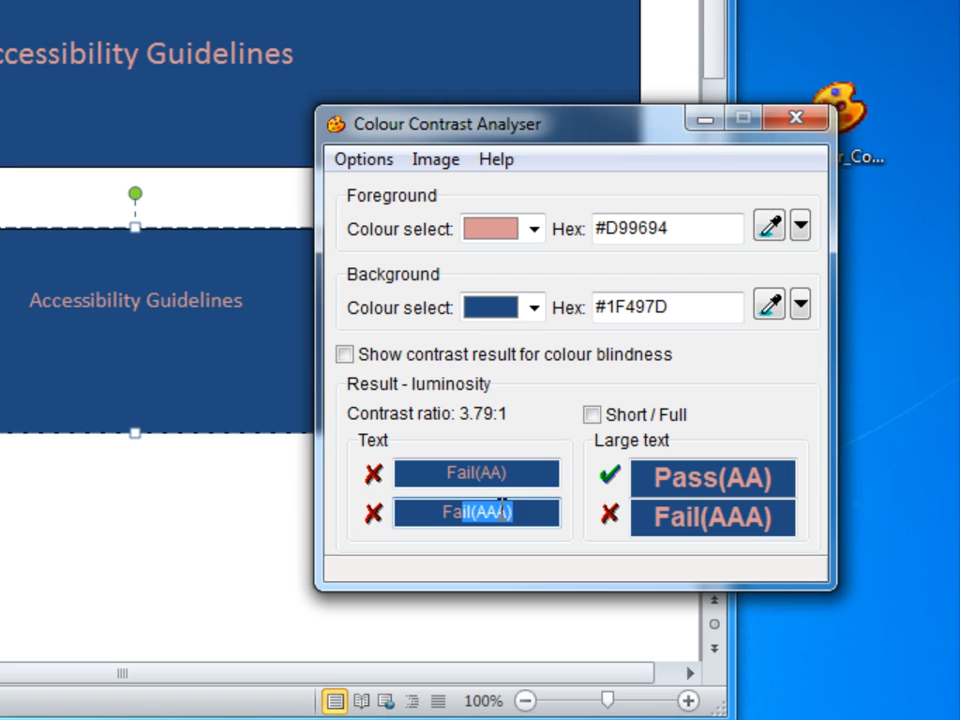 ccessibility Guidelines
Colour Contrast Analyser
r_Co...
Options Image Help
Foreground
Colour select: Hex: #D99694
Background
Colour select: Hex: #1F497D
Accessibility Guidelines
Show contrast result for colour blindness
Result - luminosity
Contrast ratio: 3.79:1
Short / Full
Text
Fail(AA)
Fail(AAA)
Large text
Pass(AA)
Fail(AAA)
100%